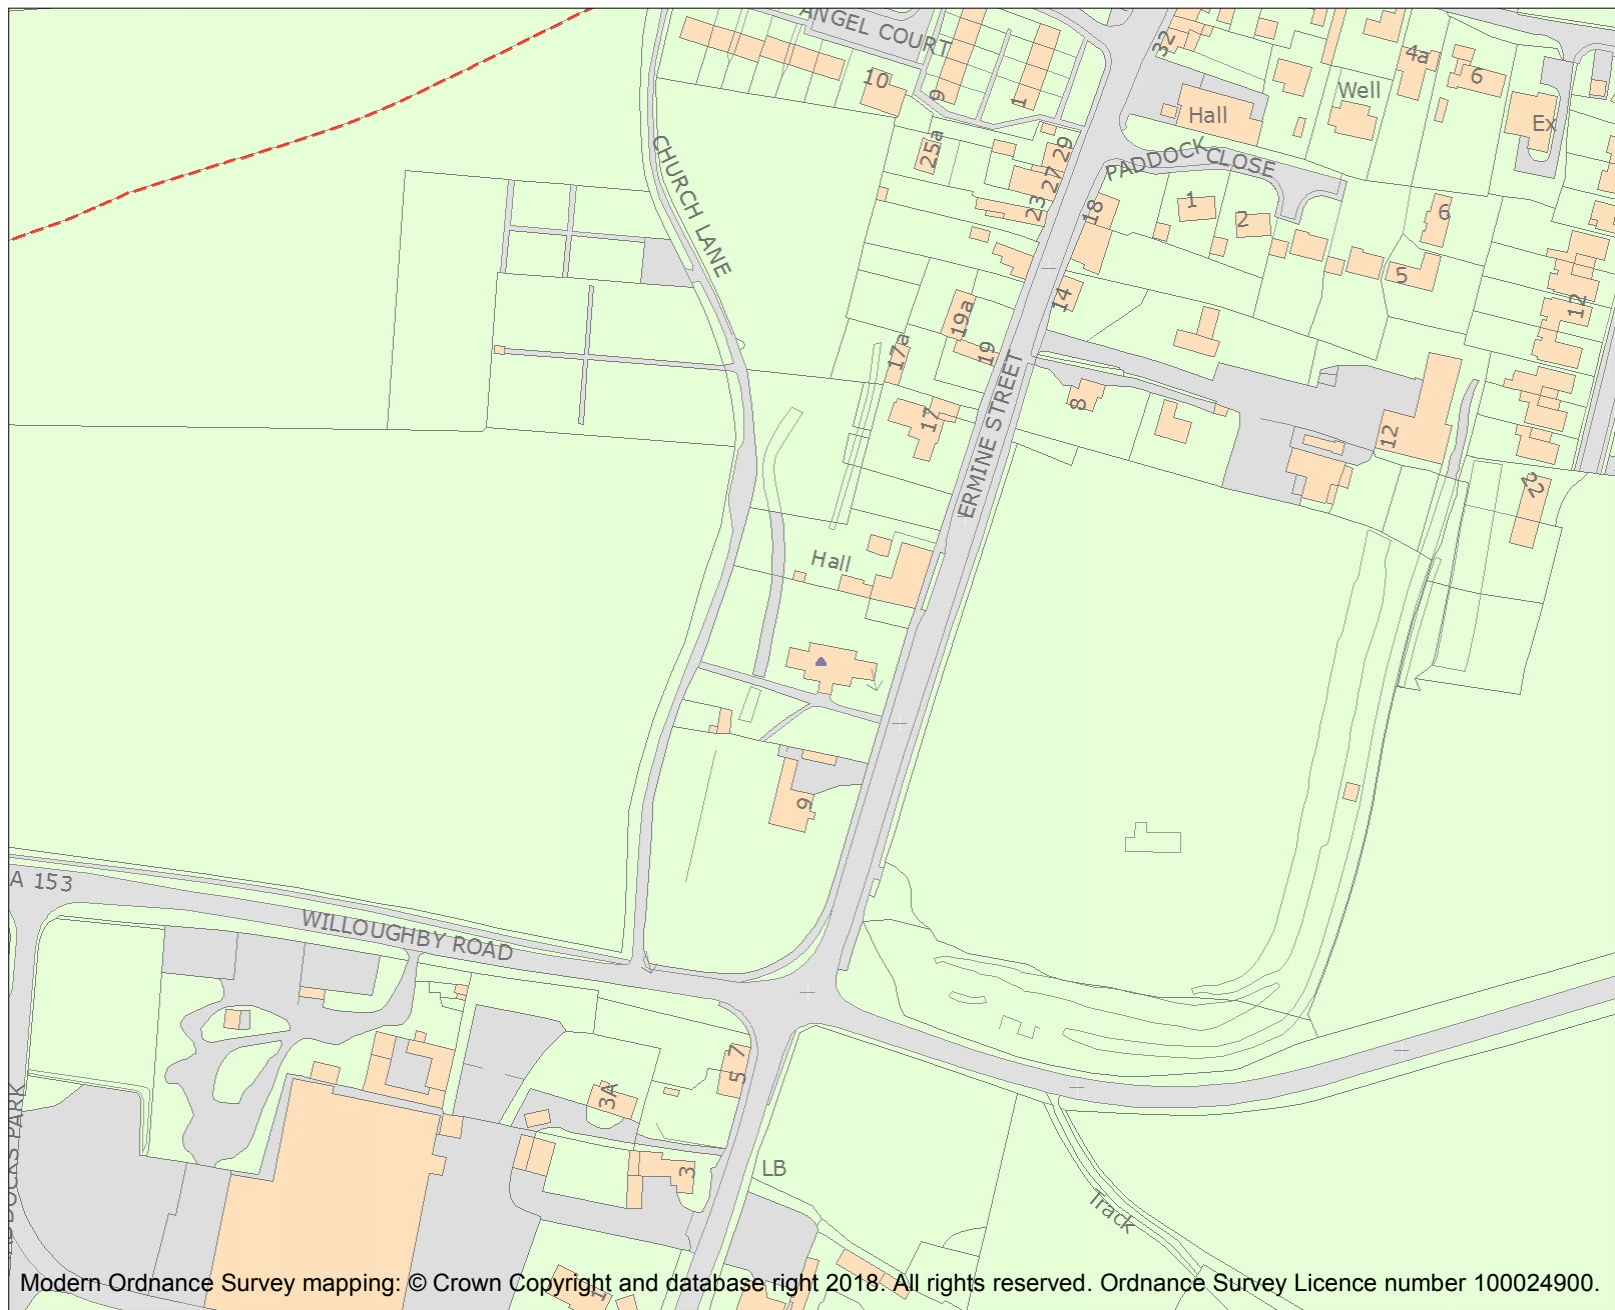 ANGEL COURT
32
4a
6
10
9
1
Well
Hall
Ex
29
25a
27
PADDOCK CLOSE
CHURCH LANE
23
18
1
2
6
5
14
12
19a
17a
19
ERMINE STREET
8
17
12
22
Hall
9
A 153
WILLOUGHBY ROAD
7
5
3A
3
LB
Track
1
Modern Ordnance Survey mapping: © Crown Copyright and database right 2018. All rights reserved. Ordnance Survey Licence number 100024900.